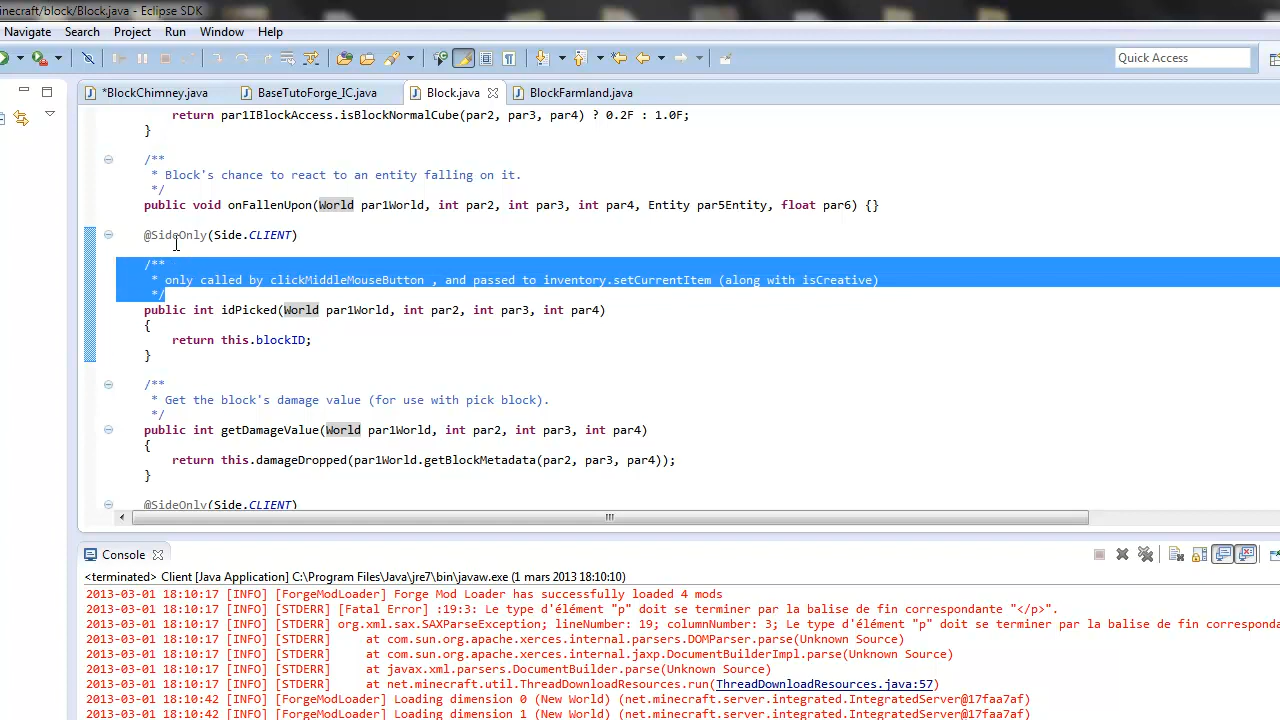 inecraft/block/Block.java - Eclipse SDK
Navigate Search Project Run Window Help
Quick Access
*BlockChimney.java BaseTutoForge_IC.java Block.java BlockFarmland.java
return par1IBlockAccess.isBlockNormalCube(par2, par3, par4) ? 0.2F : 1.0F;
}
/**
* Block's chance to react to an entity falling on it.
*/
public void onFallenUpon(World par1World, int par2, int par3, int par4, Entity par5Entity, float par6) {}
@SideOnly(Side.CLIENT)
/**
* only called by clickMiddleMouseButton , and passed to inventory.setCurrentItem (along with isCreative)
*/
public int idPicked(World par1World, int par2, int par3, int par4)
{
return this.blockID;
}
/**
* Get the block's damage value (for use with pick block).
*/
public int getDamageValue(World par1World, int par2, int par3, int par4)
{
return this.damageDropped(par1World.getBlockMetadata(par2, par3, par4));
}
@SideOnly(Side.CLIENT)
Console
<terminated> Client [Java Application] C:\Program Files\Java\jre7\bin\javaw.exe (1 mars 2013 18:10:10)
2013-03-01 18:10:17 [INFO] [ForgeModLoader] Forge Mod Loader has successfully loaded 4 mods
2013-03-01 18:10:17 [INFO] [STDERR] [Fatal Error] :19:3: Le type d'élément "p" doit se terminer par la balise de fin correspondante "</p>".
2013-03-01 18:10:17 [INFO] [STDERR] org.xml.sax.SAXParseException; lineNumber: 19; columnNumber: 3; Le type d'élément "p" doit se terminer par la balise de fin corresponda
2013-03-01 18:10:17 [INFO] [STDERR] at com.sun.org.apache.xerces.internal.parsers.DOMParser.parse(Unknown Source)
2013-03-01 18:10:17 [INFO] [STDERR] at com.sun.org.apache.xerces.internal.jaxp.DocumentBuilderImpl.parse(Unknown Source)
2013-03-01 18:10:17 [INFO] [STDERR] at javax.xml.parsers.DocumentBuilder.parse(Unknown Source)
2013-03-01 18:10:17 [INFO] [STDERR] at net.minecraft.util.ThreadDownloadResources.run(ThreadDownloadResources.java:57)
2013-03-01 18:10:42 [INFO] [ForgeModLoader] Loading dimension 0 (New World) (net.minecraft.server.integrated.IntegratedServer@17faa7af)
2013-03-01 18:10:42 [INFO] [ForgeModLoader] Loading dimension 1 (New World) (net.minecraft.server.integrated.IntegratedServer@17faa7af)